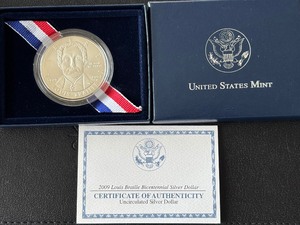 UNITED STATES MINT
2009 Louis Braille Bicentennial Silver Dollar
CERTIFICATE OF AUTHENTICITY
Uncirculated Silver Dollar